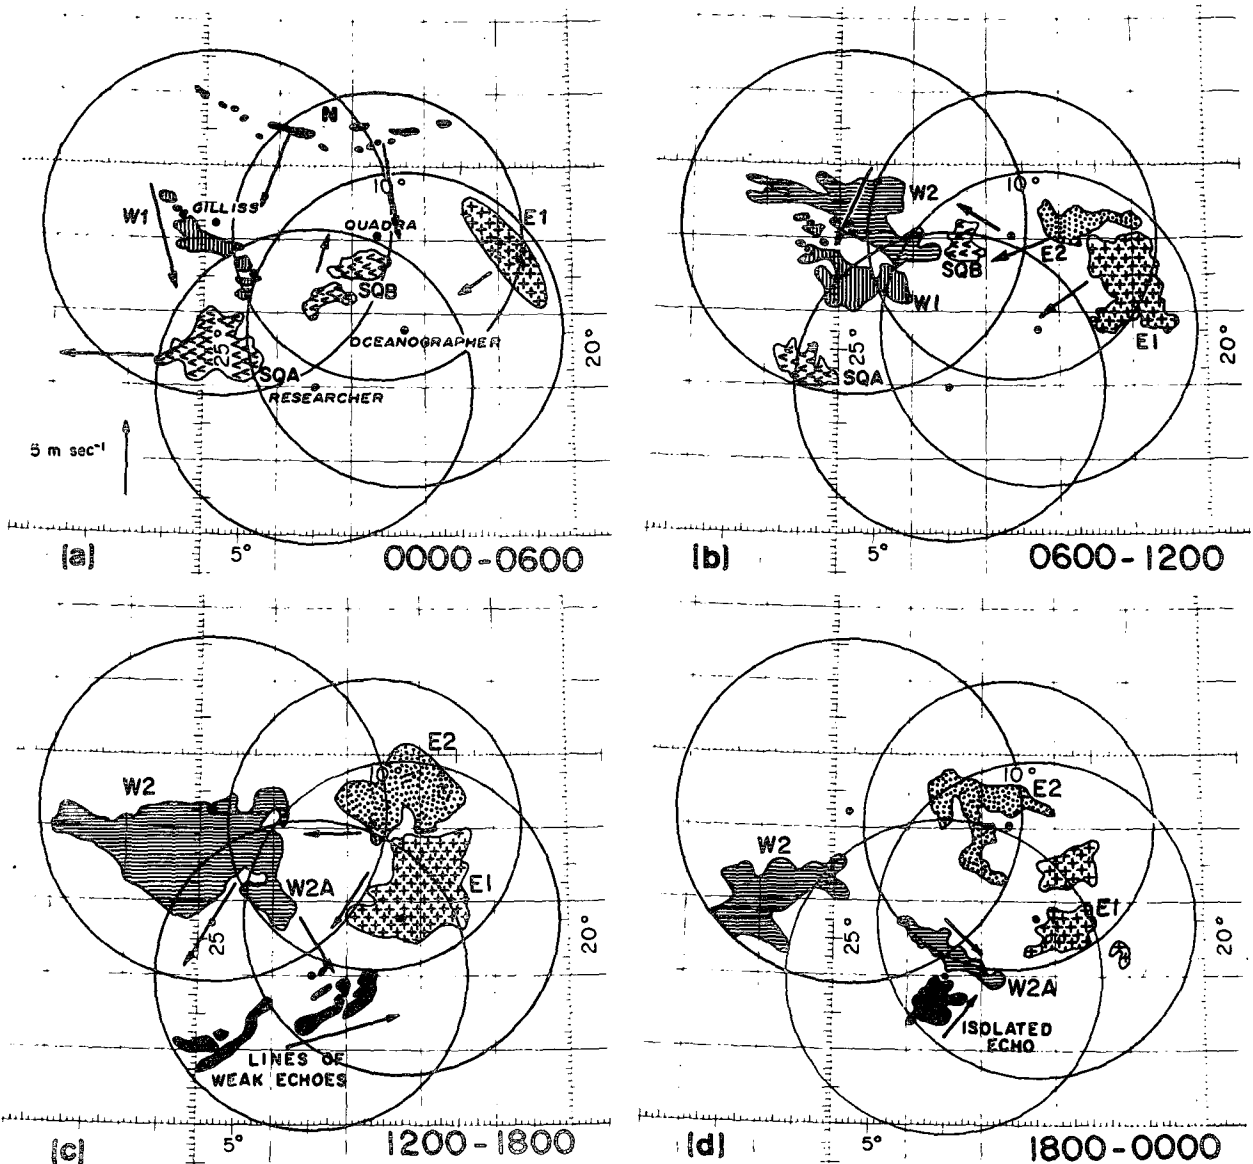 N
10°
W1
GILLISS
QUADRA
E1
SQB
25°
OCEANOGRAPHER
20°
SQA
RESEARCHER
5 m sec⁻¹
5°
(a)
0000-0600
W2
10°
E2
SQB
W1
25°
SQA
E1
20°
5°
(b)
0600-1200
E2
10°
W2
W2A
E1
25°
20°
LINES OF
WEAK ECHOES
5°
(c)
1200-1800
10°
E2
W2
E1
25°
20°
W2A
ISOLATED
ECHO
5°
(d)
1800-0000